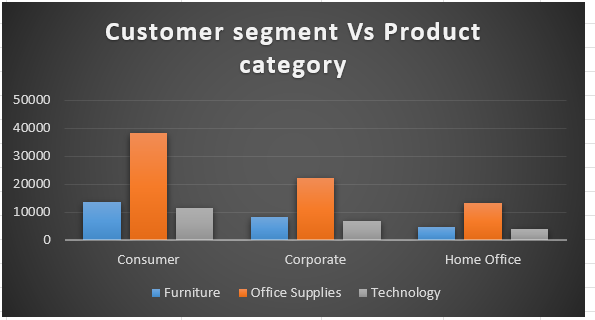 Customer segment Vs Product
category
50000
40000
30000
20000
10000
0
Consumer Corporate Home Office
Furniture Office Supplies Technology